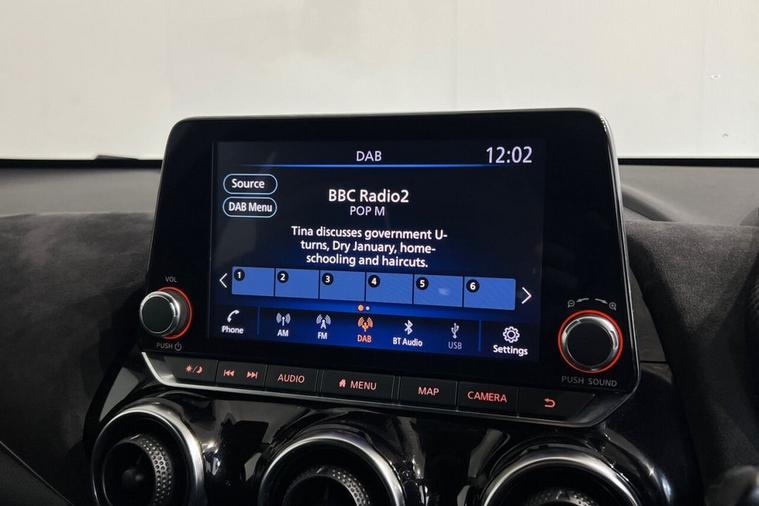 DAB
12:02
Source
DAB Menu
BBC Radio2
POP M
Tina discusses government U-
turns, Dry January, home-
schooling and haircuts.
1 2 3 4 5 6
Phone
AM
FM
DAB
BT Audio
USB
Settings
VOL
PUSH
PUSH SOUND
AUDIO
MENU
MAP
CAMERA